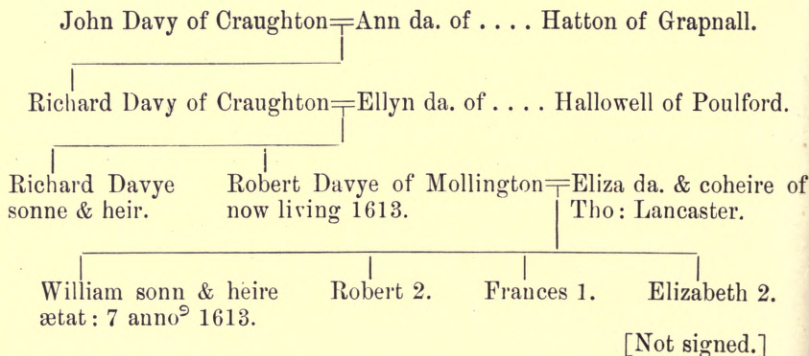 John Davy of Craughton=Ann da. of .... Hatton of Grapnall.
Richard Davy of Craughton=Ellyn da. of .... Hallowell of Poulford.
Richard Davye sonne & heir.
Robert Davye of Mollington=Eliza da. & coheire of
now living 1613. Tho: Lancaster.
William sonn & heire
ætat: 7 anno⁹ 1613.
Robert 2.
Frances 1.
Elizabeth 2.
[Not signed.]